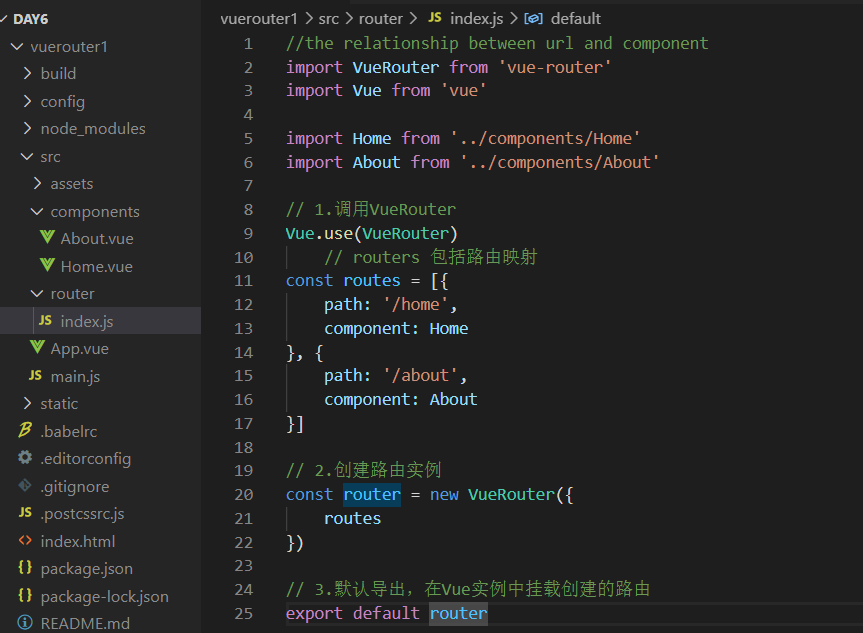 DAY6
vuerouter1
build
config
node_modules
src
assets
components
About.vue
Home.vue
router
JS index.js
App.vue
JS main.js
static
.babelrc
.editorconfig
.gitignore
JS .postcssrc.js
<> index.html
{} package.json
{} package-lock.json
README.md
vuerouter1 > src > router > JS index.js > default
1 //the relationship between url and component
2 import VueRouter from 'vue-router'
3 import Vue from 'vue'
4
5 import Home from '../components/Home'
6 import About from '../components/About'
7
8 // 1.调用VueRouter
9 Vue.use(VueRouter)
10     // routers 包括路由映射
11 const routes = [{
12     path: '/home',
13     component: Home
14 }, {
15     path: '/about',
16     component: About
17 }]
18
19 // 2.创建路由实例
20 const router = new VueRouter({
21     routes
22 })
23
24 // 3.默认导出，在Vue实例中挂载创建的路由
25 export default router